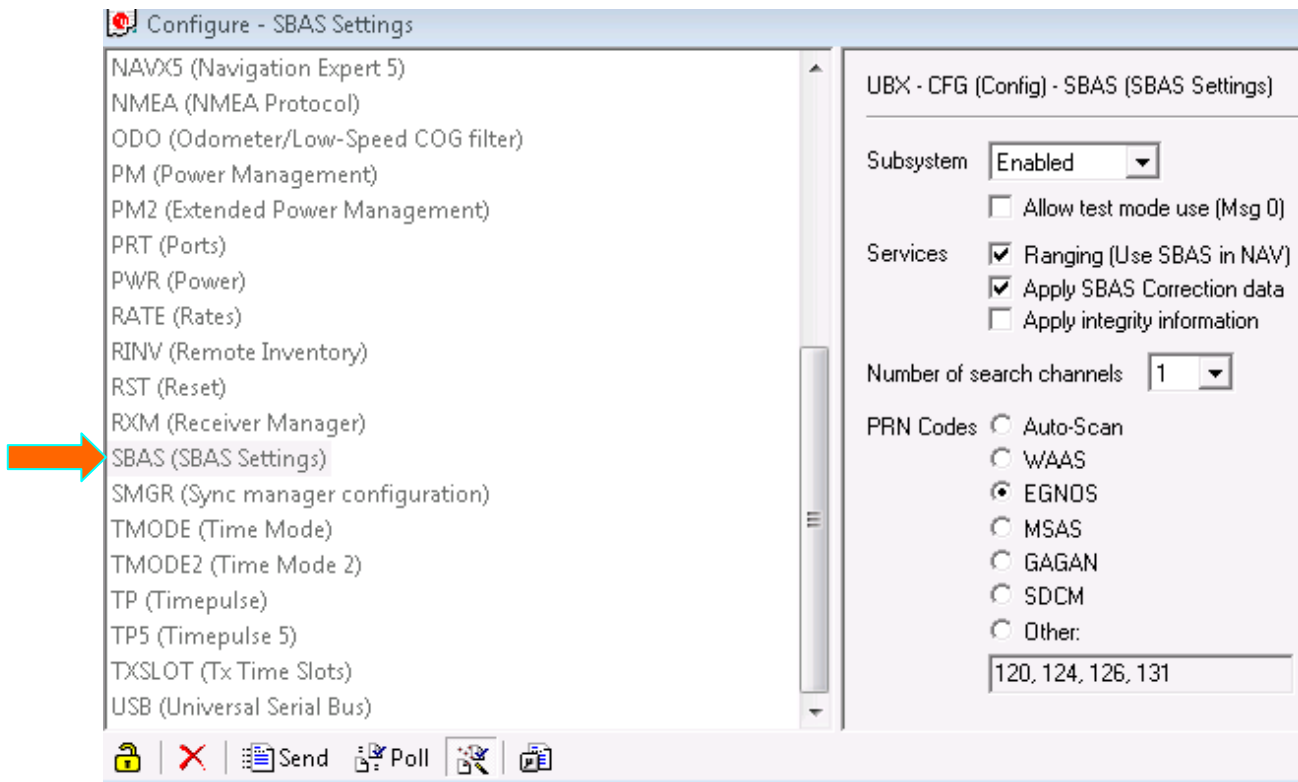 Configure - SBAS Settings
NAVX5 (Navigation Expert 5)
NMEA (NMEA Protocol)
ODO (Odometer/Low-Speed COG filter)
PM (Power Management)
PM2 (Extended Power Management)
PRT (Ports)
PWR (Power)
RATE (Rates)
RINV (Remote Inventory)
RST (Reset)
RXM (Receiver Manager)
SBAS (SBAS Settings)
SMGR (Sync manager configuration)
TMODE (Time Mode)
TMODE2 (Time Mode 2)
TP (Timepulse)
TP5 (Timepulse 5)
TXSLOT (Tx Time Slots)
USB (Universal Serial Bus)
UBX - CFG (Config) - SBAS (SBAS Settings)
Subsystem Enabled
Allow test mode use (Msg 0)
Services Ranging (Use SBAS in NAV)
Apply SBAS Correction data
Apply integrity information
Number of search channels 1
PRN Codes Auto-Scan
WAAS
EGNOS
MSAS
GAGAN
SDCM
Other:
120, 124, 126, 131
Send Poll